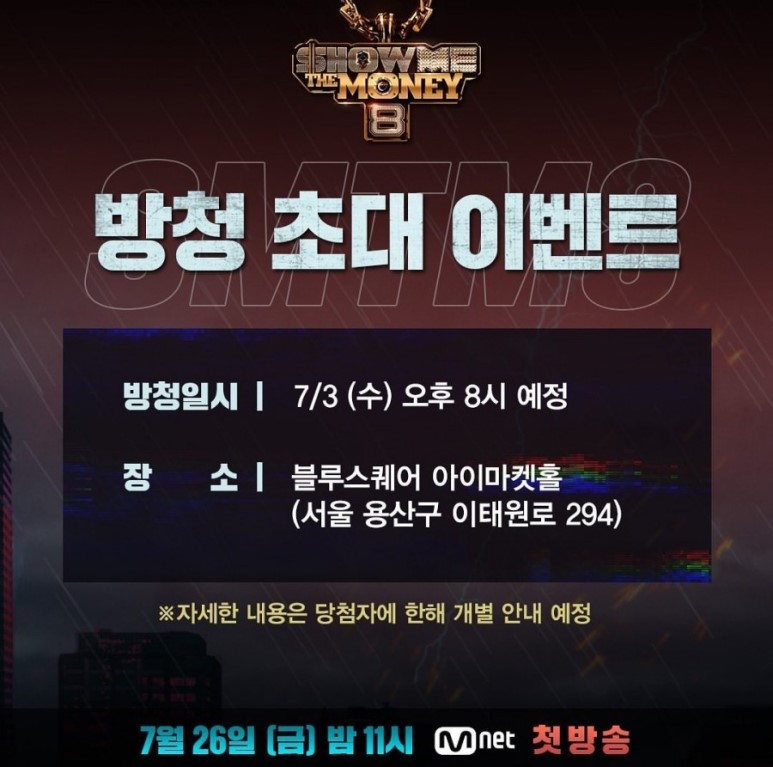 SHOW ME
THE MONEY
8
SMTM8
방청 초대 이벤트
방청일시 | 7/3 (수) 오후 8시 예정
장 소 | 블루스퀘어 아이마켓홀
(서울 용산구 이태원로 294)
※자세한 내용은 당첨자에 한해 개별 안내 예정
7월 26일 (금) 밤 11시 Mnet 첫방송